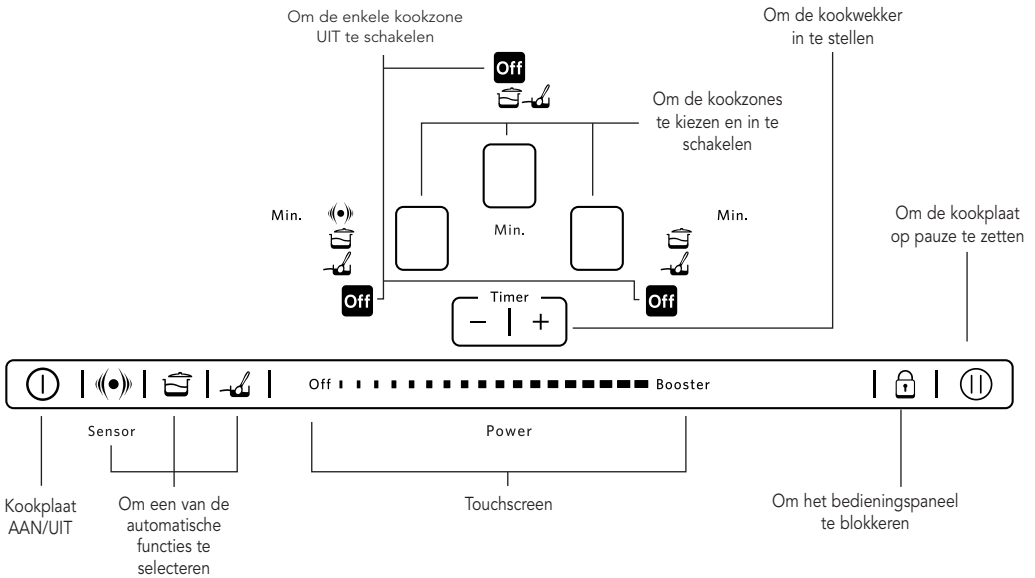 Om de enkele kookzone
UIT te schakelen
Om de kookwekker
in te stellen
Off
Om de kookzones
te kiezen en in te
schakelen
Min.
Min.
Min.
Om de kookplaat
op pauze te zetten
Off
Timer
Off
− +
Off
Booster
Sensor
Power
Kookplaat
AAN/UIT
Om een van de
automatische
functies te
selecteren
Touchscreen
Om het bedieningspaneel
te blokkeren